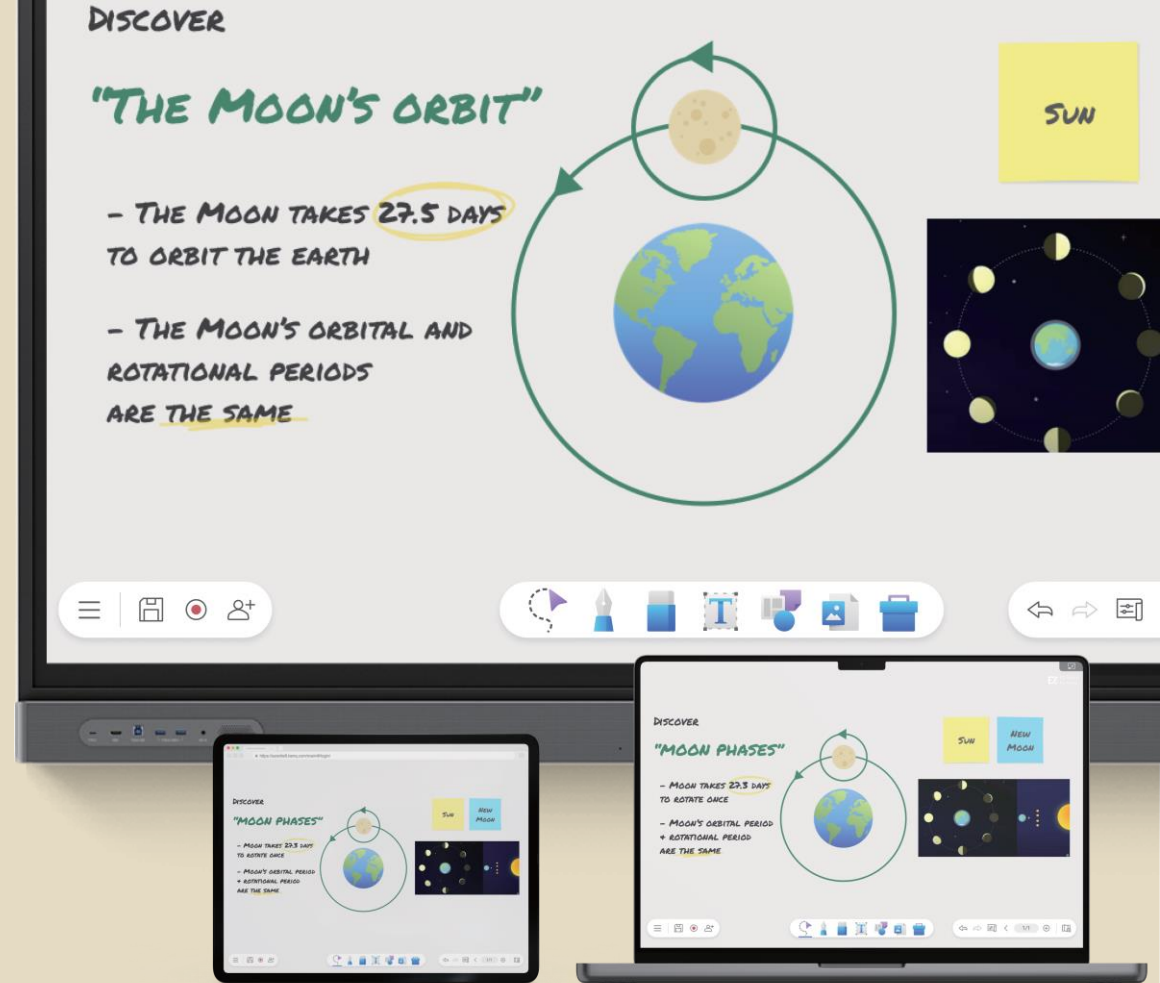 DISCOVER
"THE MOON'S ORBIT"
- THE MOON TAKES 27.5 DAYS
TO ORBIT THE EARTH
- THE MOON'S ORBITAL AND
ROTATIONAL PERIODS
ARE THE SAME
SUN
T
DISCOVER
"MOON PHASES"
- MOON TAKES 27.3 DAYS
TO ROTATE ONCE
- MOON'S ORBITAL PERIOD
+ ROTATIONAL PERIOD
ARE THE SAME
SUN
NEW
MOON
DISCOVER
"MOON PHASES"
- MOON TAKES 27.3 DAYS
TO ROTATE ONCE
- MOON'S ORBITAL PERIOD
+ ROTATIONAL PERIOD
ARE THE SAME
SUN
NEW
MOON
T
1/1